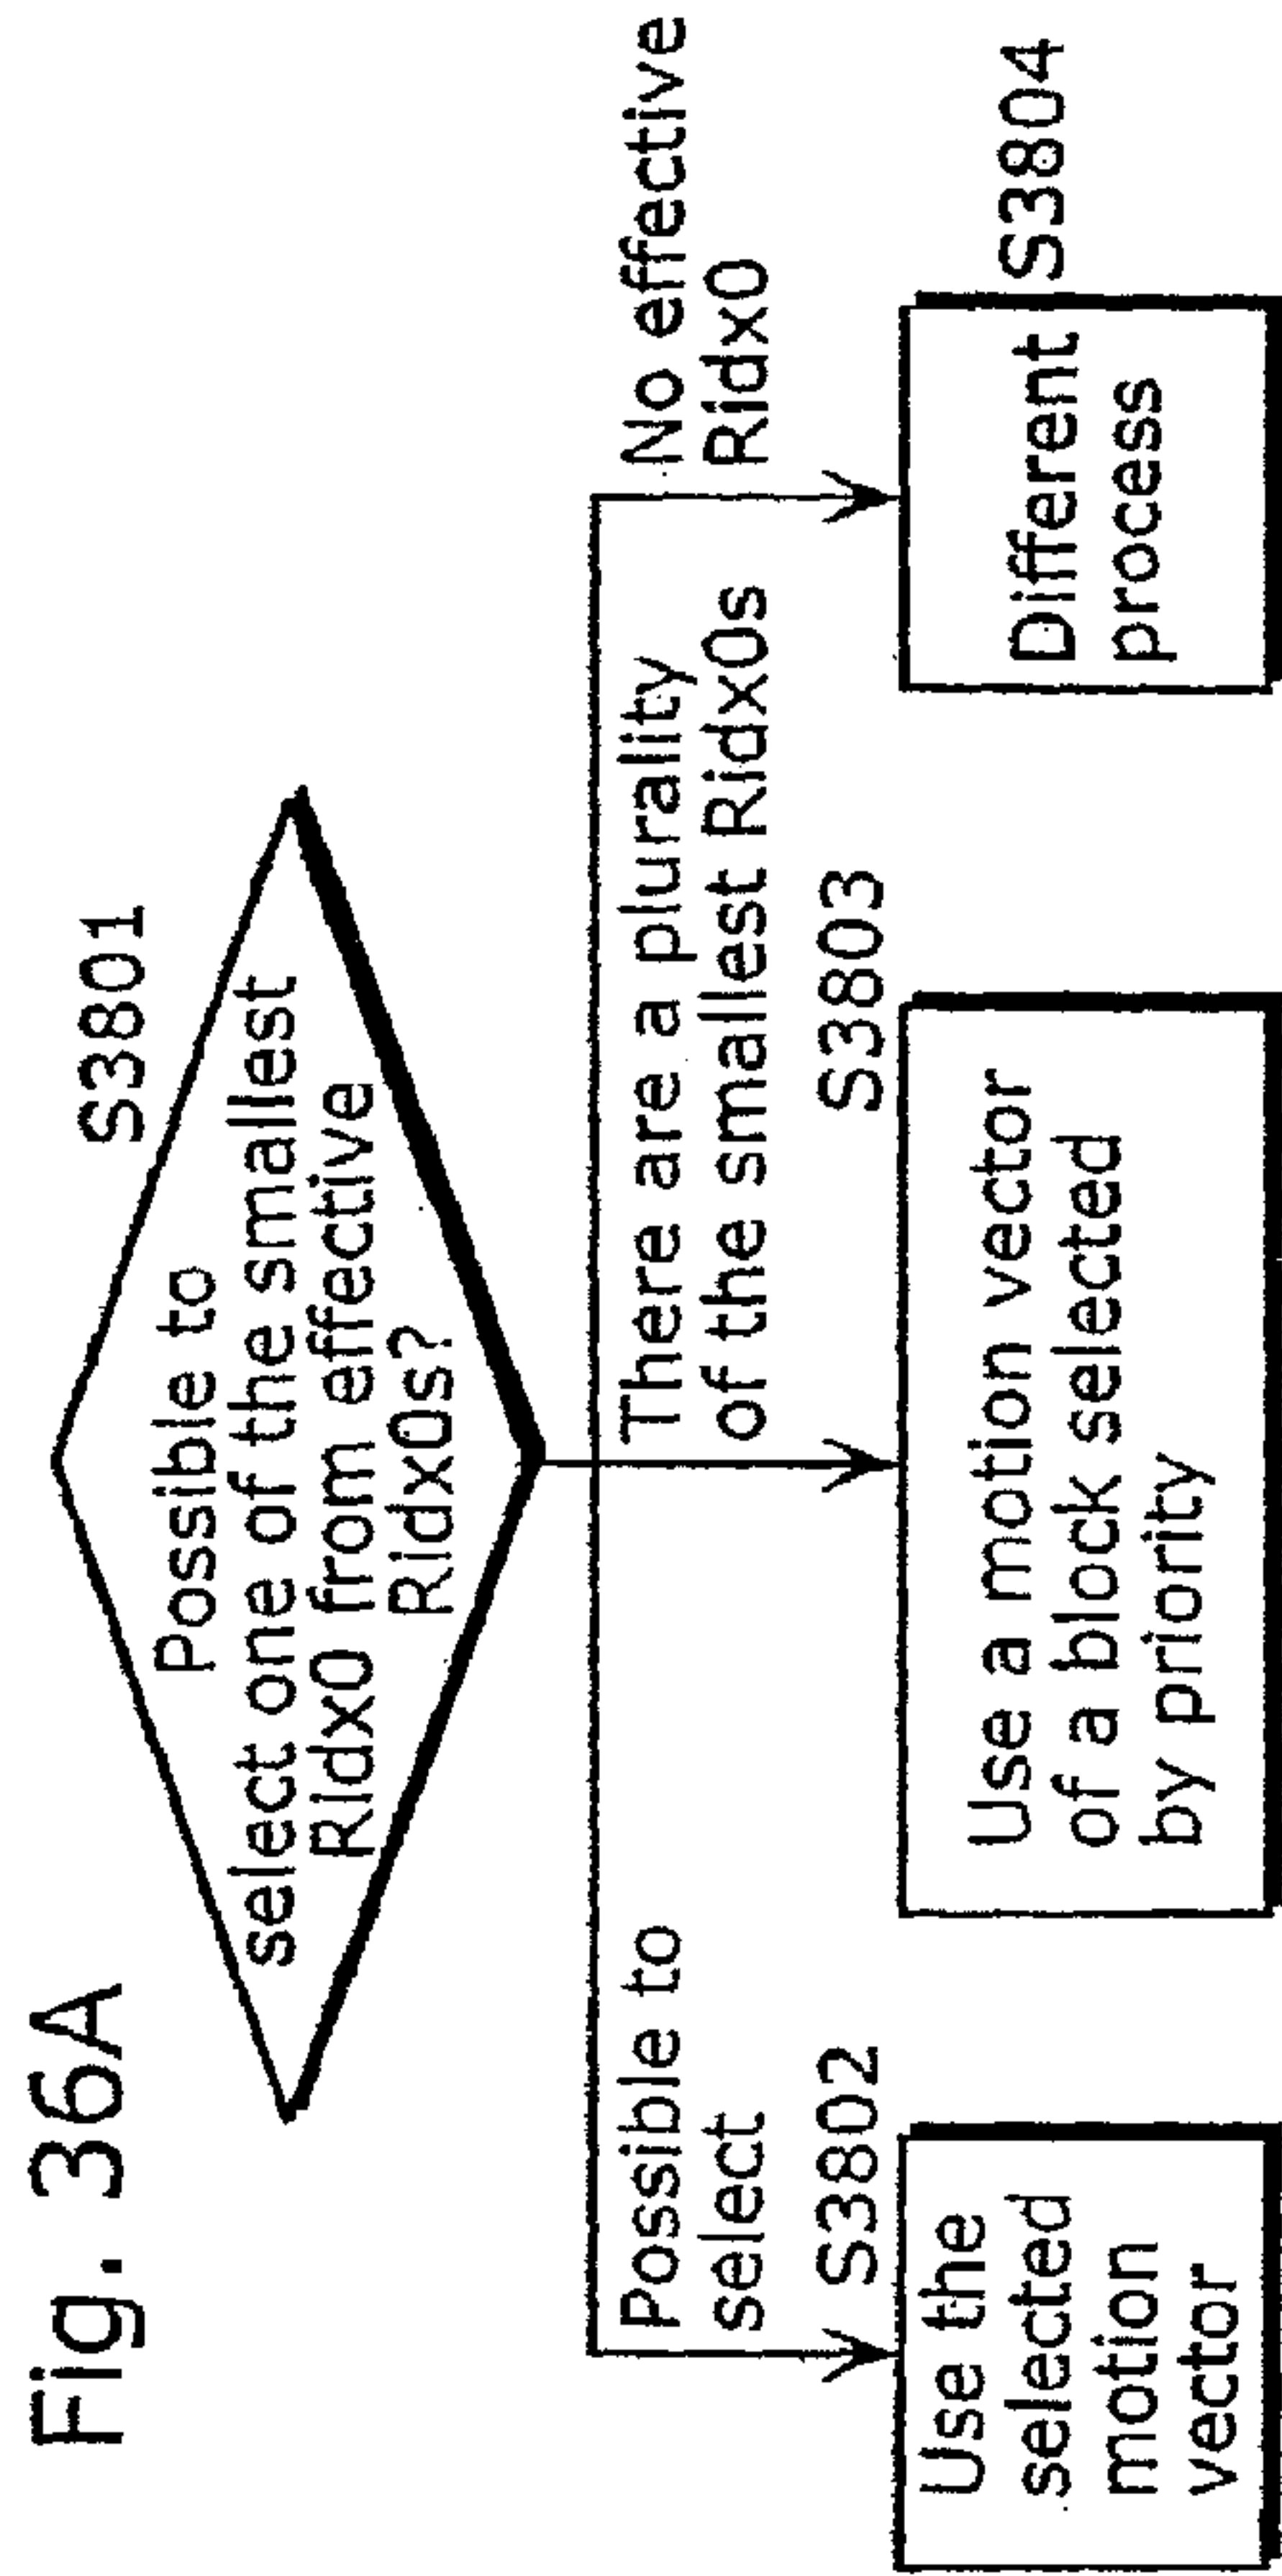 Fig. 36A
S3801
Possible to
select one of the smallest
Ridx0 from effective
Ridx0s?
Possible to
select
There are a plurality
of the smallest Ridx0s
No effective
Ridx0
S3802
Use the
selected
motion
vector
S3803
Use a motion vector
of a block selected
by priority
S3804
Different
process